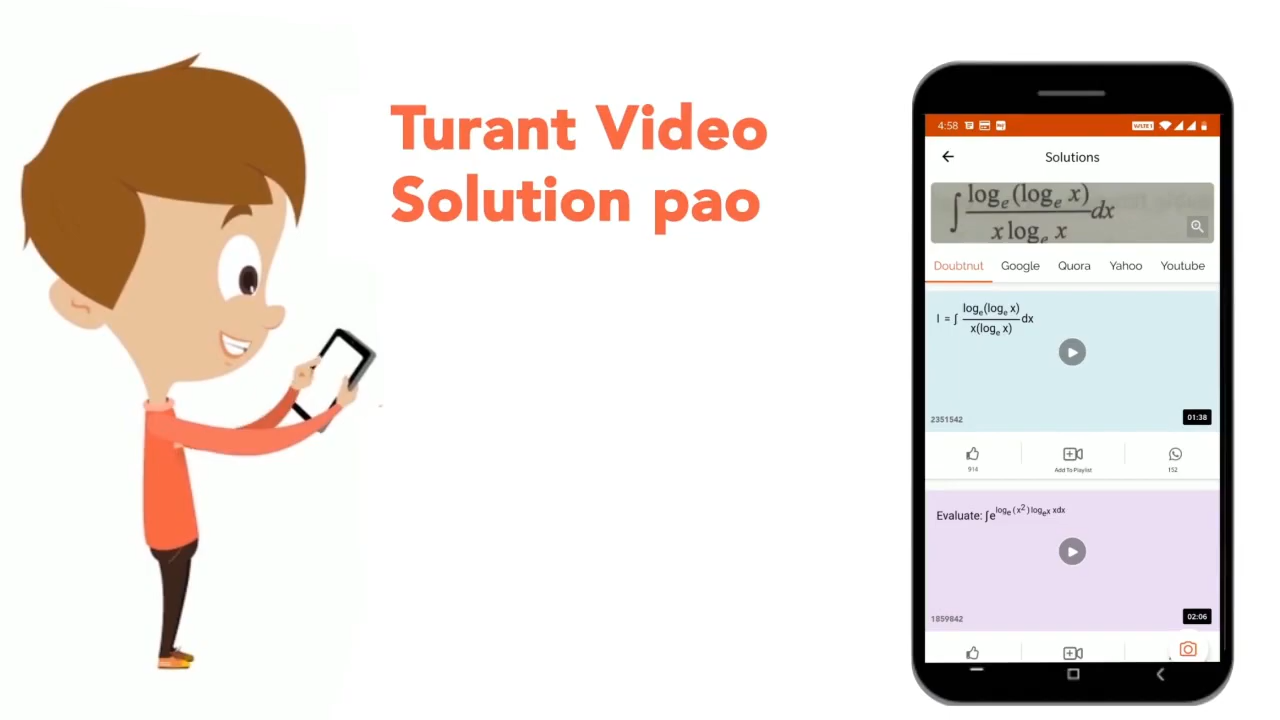 Turant Video
Solution pao
4:58
VoLTE1
Solutions
∫ logₑ(logₑ x) / x logₑ x dx
Doubtnut Google Quora Yahoo Youtube
I = ∫ logₑ(logₑ x) / x(logₑ x) dx
2351542 01:38
914 Add To Playlist 152
Evaluate: ∫e^logₑ(x²)logₑx xdx
1859842 02:06